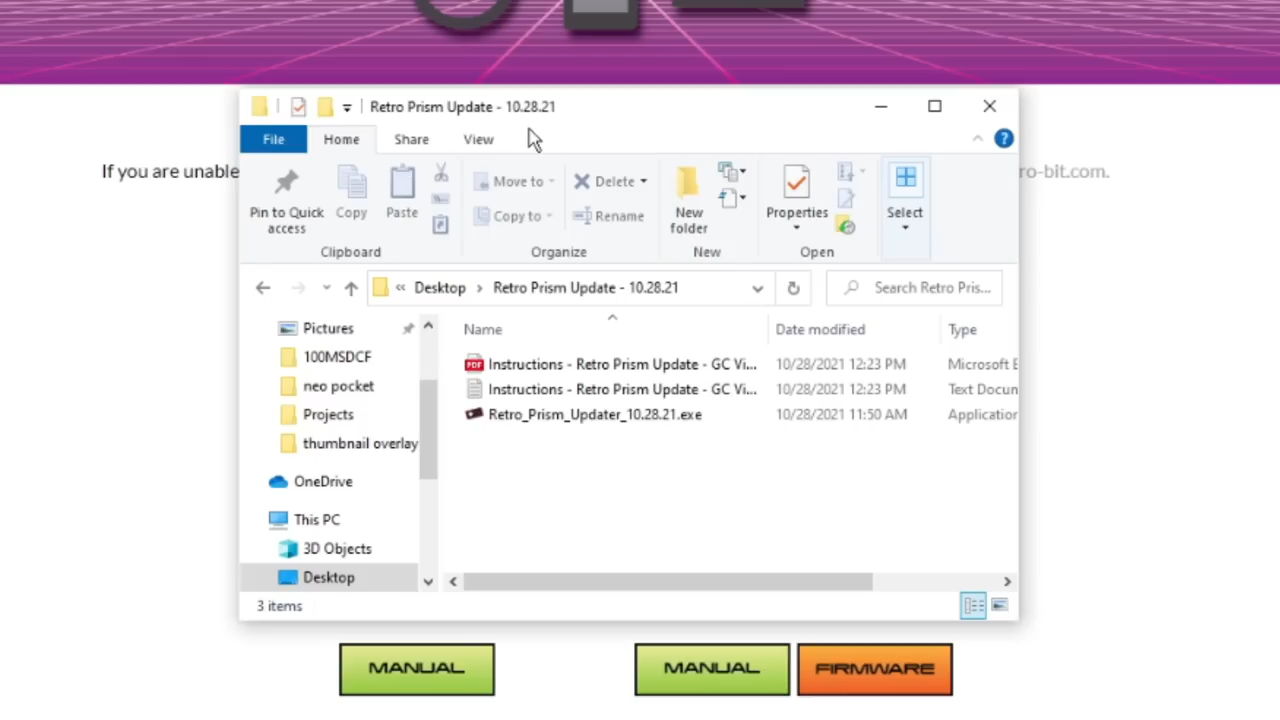 Retro Prism Update - 10.28.21
File Home Share View
If you are unable
ro-bit.com.
Pin to Quick access
Copy
Paste
Move to
Copy to
Delete
Rename
New folder
Properties
Select
Clipboard
Organize
New
Open
« Desktop › Retro Prism Update - 10.28.21
Search Retro Pris...
Name Date modified Type
Instructions - Retro Prism Update - GC Vi... 10/28/2021 12:23 PM Microsoft E
Instructions - Retro Prism Update - GC Vi... 10/28/2021 12:23 PM Text Docun
Retro_Prism_Updater_10.28.21.exe 10/28/2021 11:50 AM Application
PDF
Pictures
100MSDCF
neo pocket
Projects
thumbnail overlay
OneDrive
This PC
3D Objects
Desktop
3 items
MANUAL
MANUAL
FIRMWARE